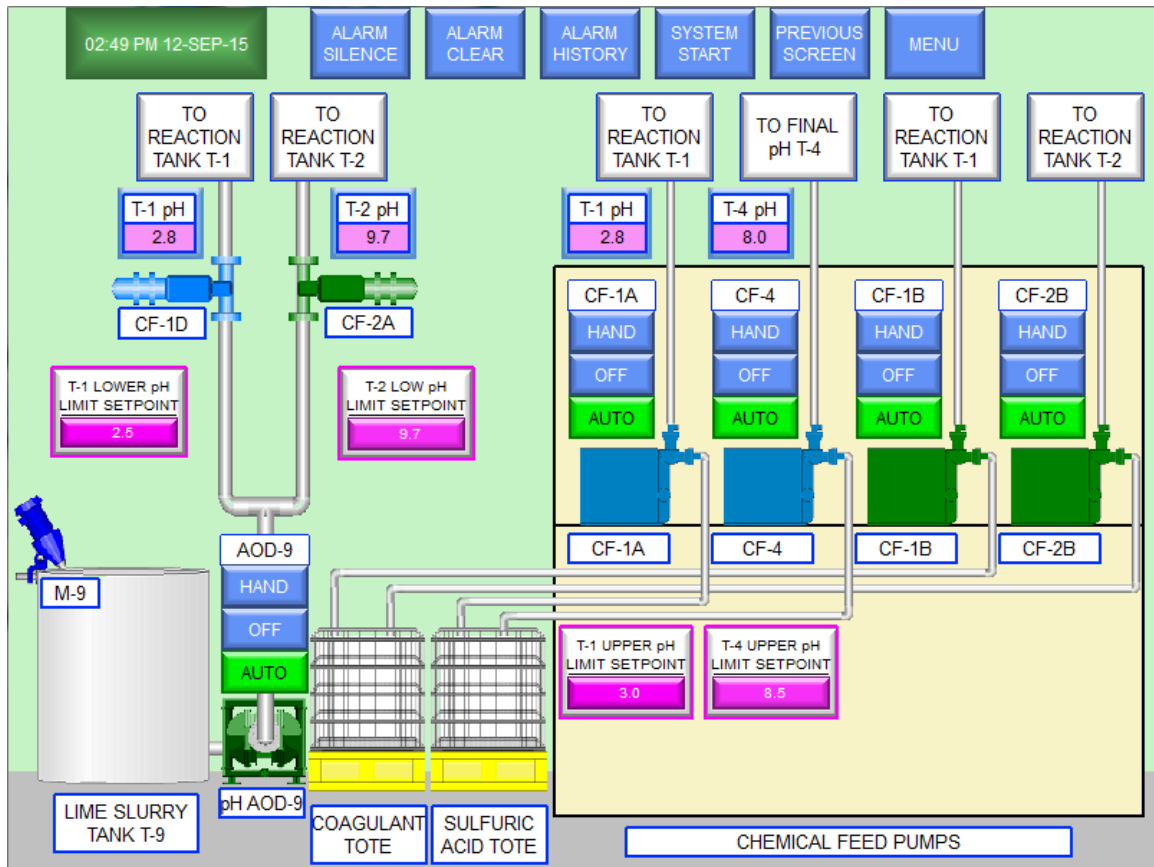 02:49 PM 12-SEP-15
ALARM
SILENCE
ALARM
CLEAR
ALARM
HISTORY
SYSTEM
START
PREVIOUS
SCREEN
MENU
TO
REACTION
TANK T-1
TO
REACTION
TANK T-2
TO
REACTION
TANK T-1
TO FINAL
pH T-4
TO
REACTION
TANK T-1
TO
REACTION
TANK T-2
T-1 pH
2.8
T-2 pH
9.7
T-1 pH
2.8
T-4 pH
8.0
CF-1D
CF-2A
CF-1A
HAND
OFF
AUTO
CF-4
HAND
OFF
AUTO
CF-1B
HAND
OFF
AUTO
CF-2B
HAND
OFF
AUTO
T-1 LOWER pH
LIMIT SETPOINT
2.5
T-2 LOW pH
LIMIT SETPOINT
9.7
CF-1A
CF-4
CF-1B
CF-2B
AOD-9
HAND
OFF
AUTO
M-9
T-1 UPPER pH
LIMIT SETPOINT
3.0
T-4 UPPER pH
LIMIT SETPOINT
8.5
pH AOD-9
LIME SLURRY
TANK T-9
COAGULANT
TOTE
SULFURIC
ACID TOTE
CHEMICAL FEED PUMPS